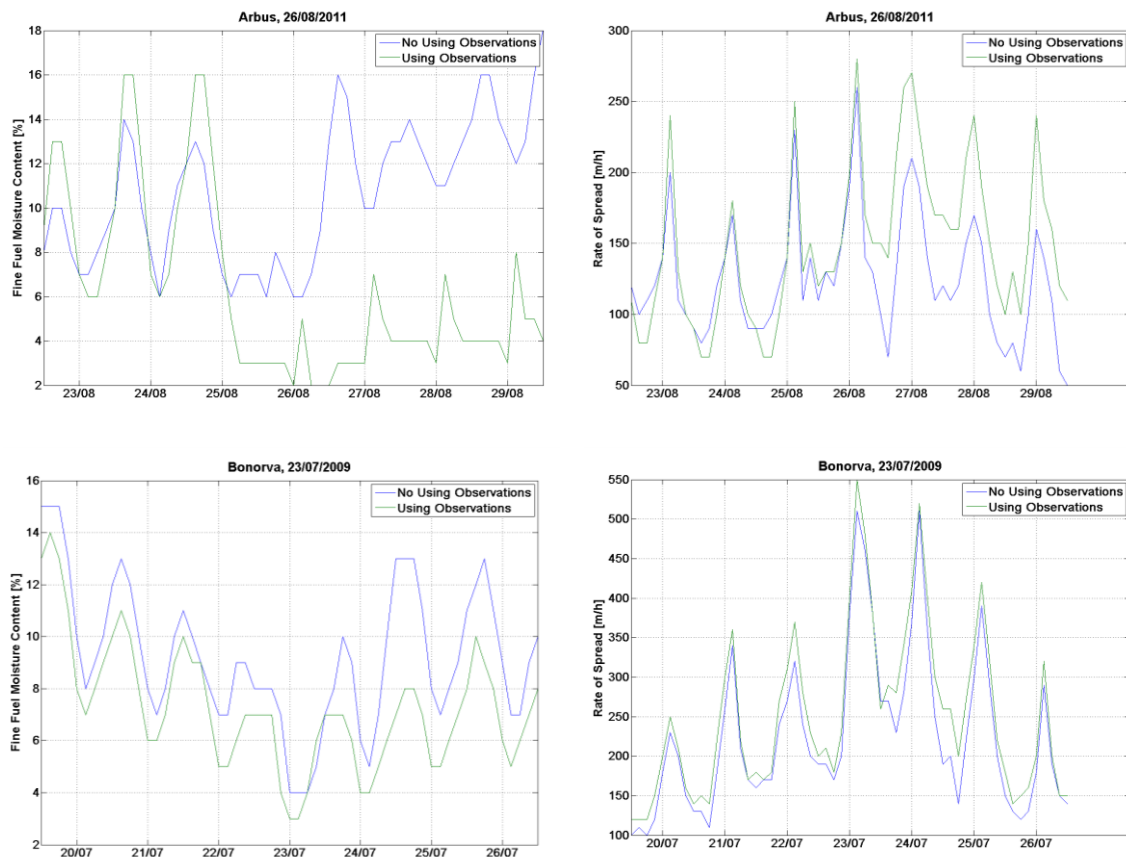 Arbus, 26/08/2011
No Using Observations
Using Observations
Fine Fuel Moisture Content [%]
18
16
14
12
10
8
6
4
2
23/08 24/08 25/08 26/08 27/08 28/08 29/08
Arbus, 26/08/2011
No Using Observations
Using Observations
Rate of Spread [m/h]
300
250
200
150
100
50
23/08 24/08 25/08 26/08 27/08 28/08 29/08
Bonorva, 23/07/2009
No Using Observations
Using Observations
Fine Fuel Moisture Content [%]
16
14
12
10
8
6
4
2
20/07 21/07 22/07 23/07 24/07 25/07 26/07
Bonorva, 23/07/2009
No Using Observations
Using Observations
Rate of Spread [m/h]
550
500
450
400
350
300
250
200
150
100
20/07 21/07 22/07 23/07 24/07 25/07 26/07